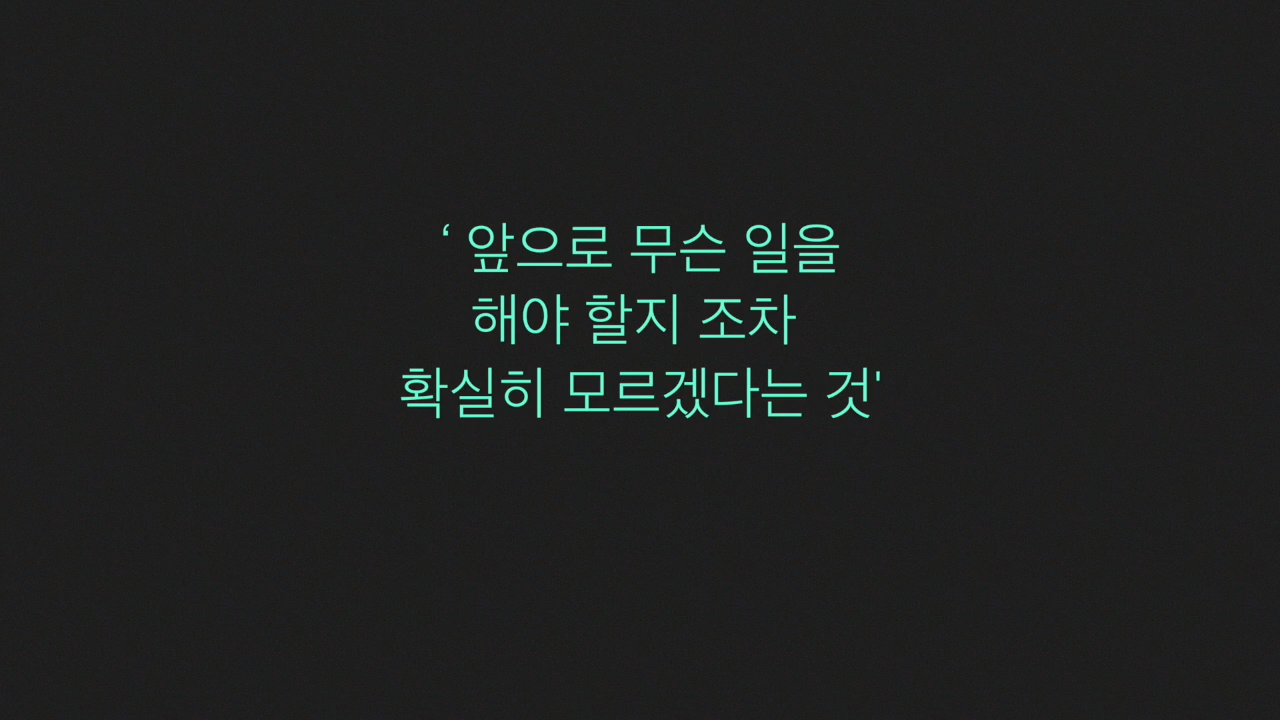 ‘ 앞으로 무슨 일을
해야 할지 조차
확실히 모르겠다는 것'